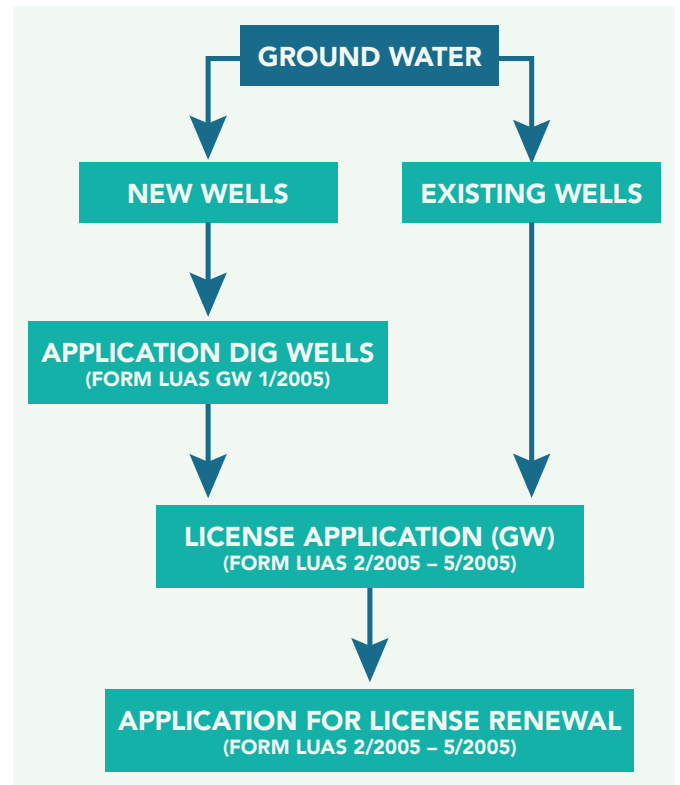 GROUND WATER
NEW WELLS
EXISTING WELLS
APPLICATION DIG WELLS
(FORM LUAS GW 1/2005)
LICENSE APPLICATION (GW)
(FORM LUAS 2/2005 – 5/2005)
APPLICATION FOR LICENSE RENEWAL
(FORM LUAS 2/2005 – 5/2005)